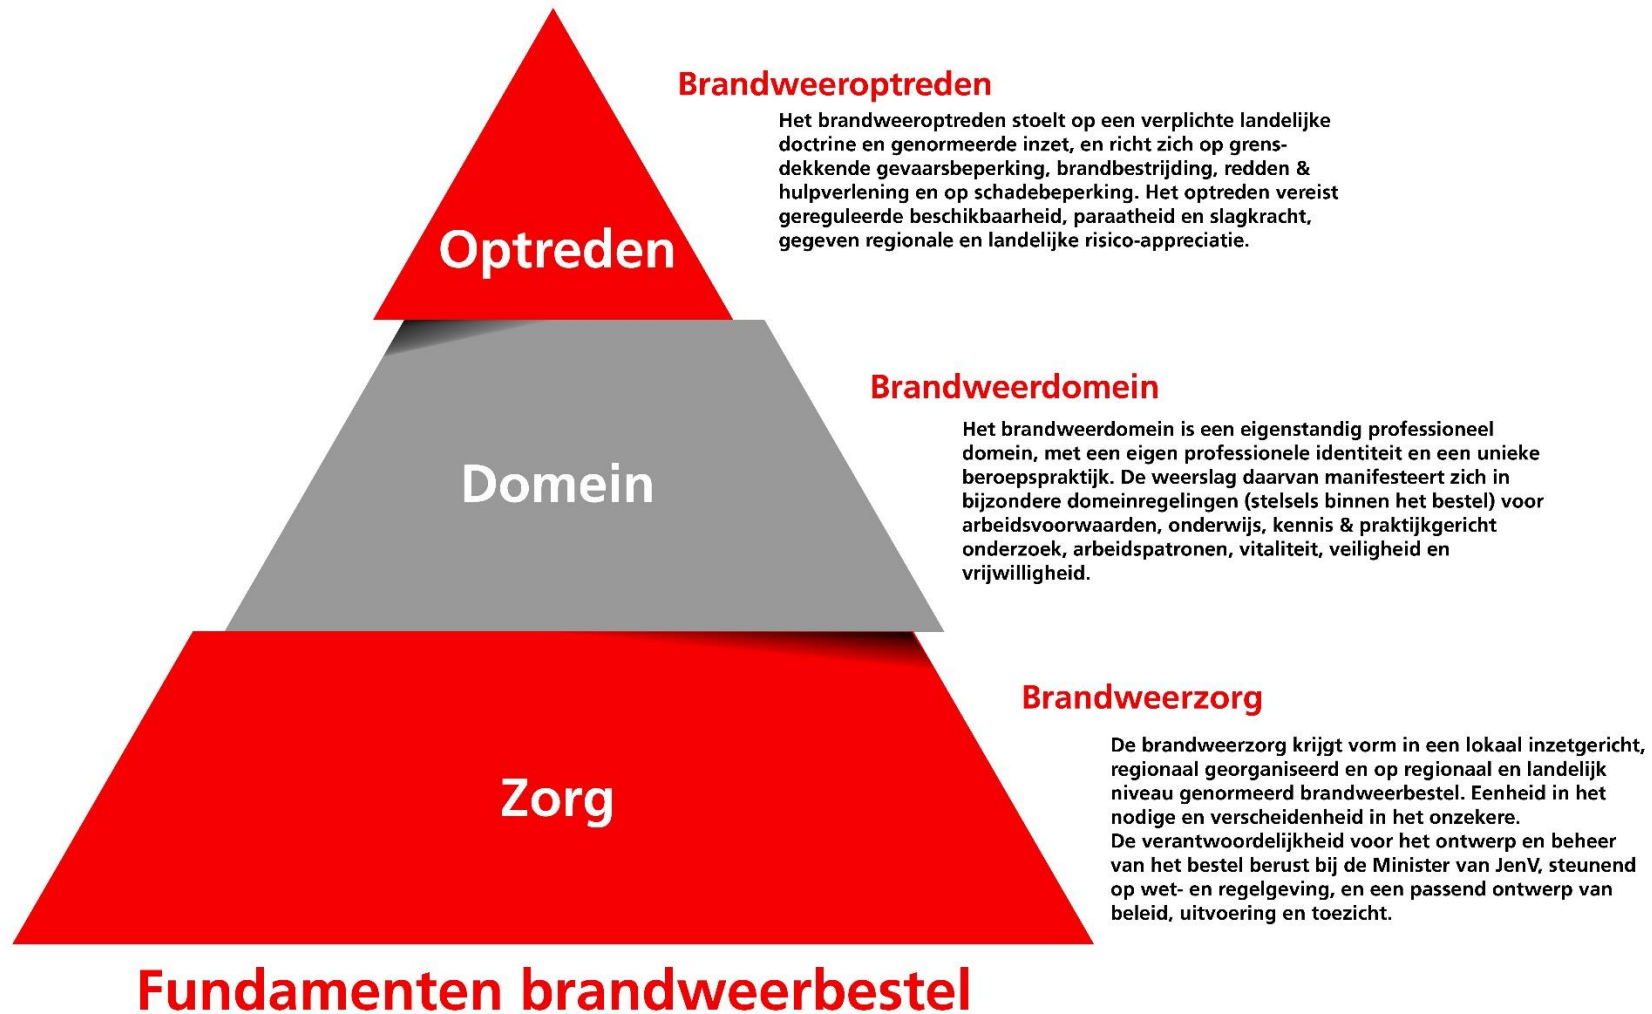 Brandweeroptreden
Het brandweeroptreden stoelt op een verplichte landelijke
doctrine en genormeerde inzet, en richt zich op grens-
dekkende gevaarsbeperking, brandbestrijding, redden &
hulpverlening en op schadebeperking. Het optreden vereist
gereguleerde beschikbaarheid, paraatheid en slagkracht,
gegeven regionale en landelijke risico-appreciatie.
Optreden
Brandweerdomein
Het brandweerdomein is een eigenstandig professioneel
domein, met een eigen professionele identiteit en een unieke
beroepspraktijk. De weerslag daarvan manifesteert zich in
bijzondere domeinregelingen (stelsels binnen het bestel) voor
arbeidsvoorwaarden, onderwijs, kennis & praktijkgericht
onderzoek, arbeidspatronen, vitaliteit, veiligheid en
vrijwilligheid.
Domein
Brandweerzorg
De brandweerzorg krijgt vorm in een lokaal inzetgericht,
regionaal georganiseerd en op regionaal en landelijk
niveau genormeerd brandweerbestel. Eenheid in het
nodige en verscheidenheid in het onzekere.
De verantwoordelijkheid voor het ontwerp en beheer
van het bestel berust bij de Minister van JenV, steunend
op wet- en regelgeving, en een passend ontwerp van
beleid, uitvoering en toezicht.
Zorg
Fundamenten brandweerbestel